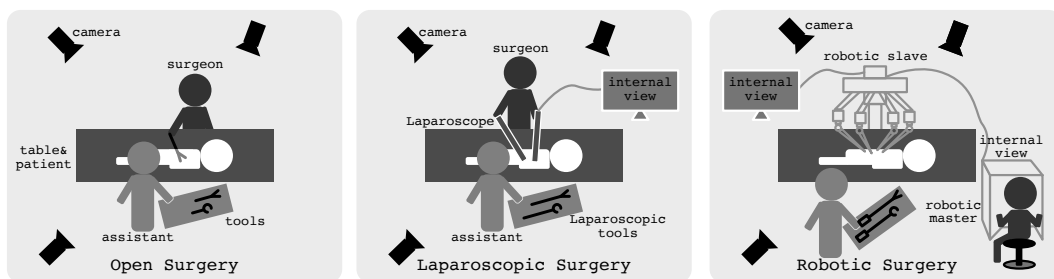 camera
surgeon
table&
patient
tools
assistant
Open Surgery
camera
surgeon
internal
view
Laparoscope
Laparoscopic
tools
assistant
Laparoscopic Surgery
camera
robotic slave
internal
view
internal
view
robotic
master
Robotic Surgery